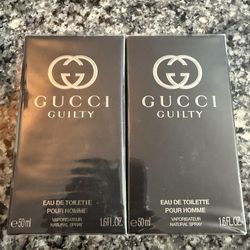 GUCCI
GUILTY
EAU DE TOILETTE
POUR HOMME
VAPORISATEUR
NATURAL SPRAY
e 50ml
1.6FL.OZ.
GUCCI
GUILTY
EAU DE TOILETTE
POUR HOMME
VAPORISATEUR
NATURAL SPRAY
e 50ml
1.6FL.OZ.